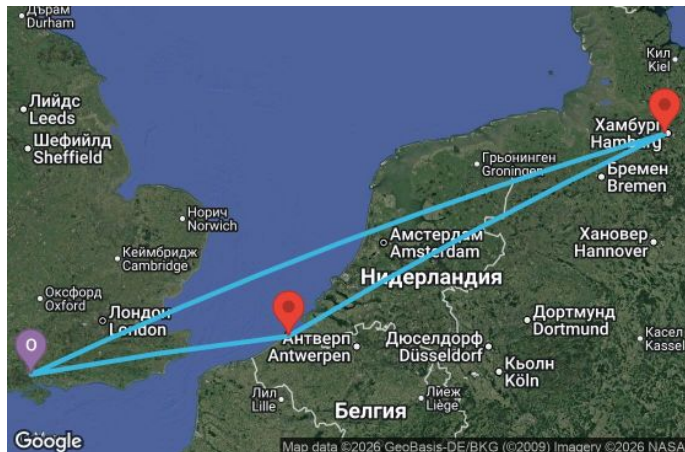 Дърам
Durham
Кил
Kiel
Лийдс
Leeds
Хамбург
Hamburg
Шефийлд
Sheffield
Грьонинген
Groningen
Бремен
Bremen
Норич
Norwich
Амстердам
Amsterdam
Хановер
Hannover
Кеймбридж
Cambridge
Нидерландия
Оксфорд
Oxford
Лондон
London
Дортмунд
Dortmund
O
Антверп
Antwerpen
Дюселдорф
Düsseldorf
Касел
Kassel
Кьолн
Köln
Лил
Lille
Лиеж
Liège
Белгия
Google
Map data ©2026 GeoBasis-DE/BKG (©2009) Imagery ©2026 NASA